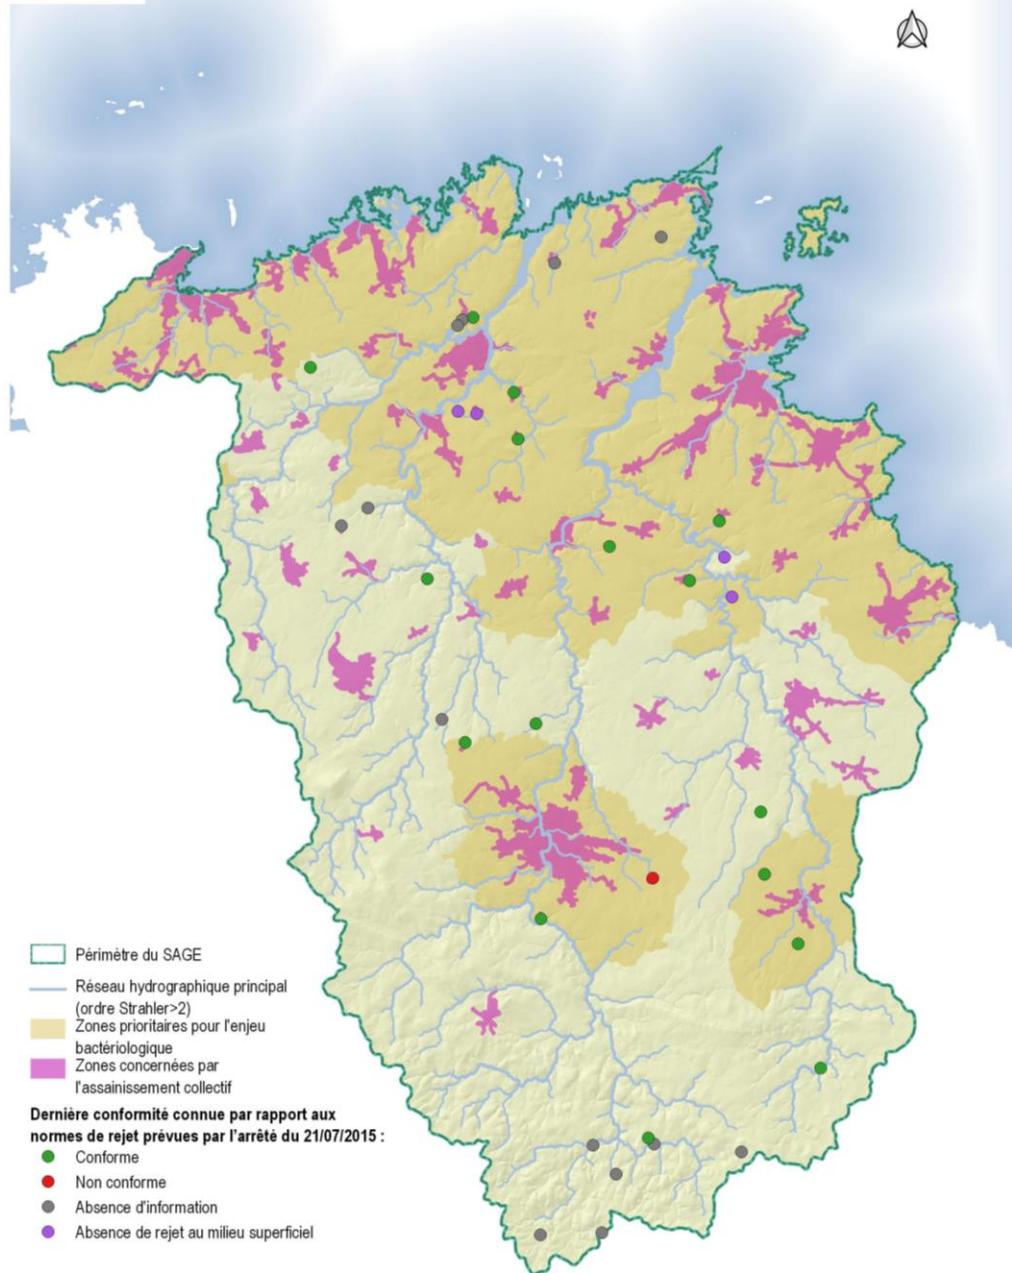 Périmètre du SAGE
Réseau hydrographique principal
(ordre Strahler>2)
Zones prioritaires pour l'enjeu
bactériologique
Zones concernées par
l'assainissement collectif
Dernière conformité connue par rapport aux
normes de rejet prévues par l'arrêté du 21/07/2015 :
Conforme
Non conforme
Absence d'information
Absence de rejet au milieu superficiel